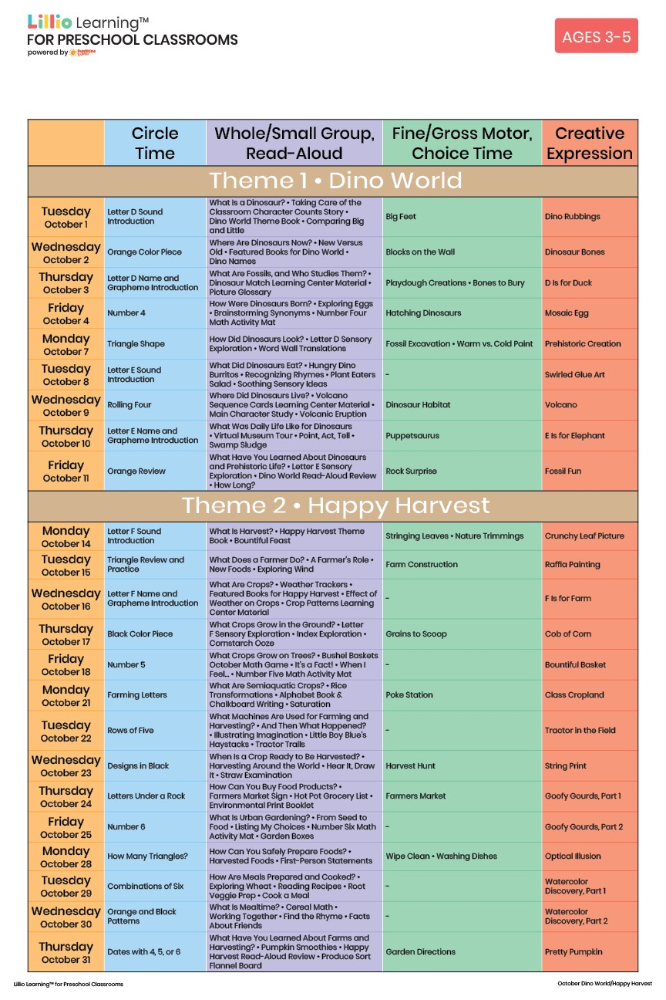 Lillio Learning™
FOR PRESCHOOL CLASSROOMS
powered by FunShine Express
AGES 3-5
Circle
Time
Whole/Small Group,
Read-Aloud
Fine/Gross Motor,
Choice Time
Creative
Expression
Theme 1 • Dino World
Tuesday
October 1
Letter D Sound
Introduction
What Is a Dinosaur? • Taking Care of the
Classroom Character Counts Story •
Dino World Theme Book • Comparing Big
and Little
Big Feet
Dino Rubbings
Wednesday
October 2
Orange Color Piece
Where Are Dinosaurs Now? • New Versus
Old • Featured Books for Dino World •
Dino Names
Blocks on the Wall
Dinosaur Bones
Thursday
October 3
Letter D Name and
Grapheme Introduction
What Are Fossils, and Who Studies Them? •
Dinosaur Match Learning Center Material •
Picture Glossary
Playdough Creations • Bones to Bury
D Is for Duck
Friday
October 4
Number 4
How Were Dinosaurs Born? • Exploring Eggs
• Brainstorming Synonyms • Number Four
Math Activity Mat
Hatching Dinosaurs
Mosaic Egg
Monday
October 7
Triangle Shape
How Did Dinosaurs Look? • Letter D Sensory
Exploration • Word Wall Translations
Fossil Excavation • Warm vs. Cold Paint
Prehistoric Creation
Tuesday
October 8
Letter E Sound
Introduction
What Did Dinosaurs Eat? • Hungry Dino
Burritos • Recognizing Rhymes • Plant Eaters
Salad • Soothing Sensory Ideas
-
Swirled Glue Art
Wednesday
October 9
Rolling Four
Where Did Dinosaurs Live? • Volcano
Sequence Cards Learning Center Material •
Main Character Study • Volcanic Eruption
Dinosaur Habitat
Volcano
Thursday
October 10
Letter E Name and
Grapheme Introduction
What Was Daily Life Like for Dinosaurs
• Virtual Museum Tour • Point, Act, Tell •
Swamp Sludge
Puppetsaurus
E Is for Elephant
Friday
October 11
What Have You Learned About Dinosaurs
and Prehistoric Life? • Letter E Sensory
Exploration • Dino World Read-Aloud Review
• How Long?
Orange Review
Rock Surprise
Fossil Fun
Theme 2 • Happy Harvest
Monday
October 14
Letter F Sound
Introduction
What Is Harvest? • Happy Harvest Theme
Book • Bountiful Feast
Stringing Leaves • Nature Trimmings
Crunchy Leaf Picture
Tuesday
October 15
Triangle Review and
Practice
What Does a Farmer Do? • A Farmer's Role •
New Foods • Exploring Wind
Farm Construction
Raffia Painting
Wednesday
October 16
Letter F Name and
Grapheme Introduction
What Are Crops? • Weather Trackers •
Featured Books for Happy Harvest • Effect of
Weather on Crops • Crop Patterns Learning
Center Material
-
F Is for Farm
Thursday
October 17
Black Color Piece
What Crops Grow in the Ground? • Letter
F Sensory Exploration • Index Exploration •
Cornstarch Ooze
Grains to Scoop
Cob of Corn
Friday
October 18
Number 5
What Crops Grow on Trees? • Bushel Baskets
October Math Game • It's a Fact! • When I
Feel... • Number Five Math Activity Mat
-
Bountiful Basket
Monday
October 21
Farming Letters
What Are Semiaquatic Crops? • Rice
Transformations • Alphabet Book &
Chalkboard Writing • Saturation
Poke Station
Class Cropland
Tuesday
October 22
Rows of Five
What Machines Are Used for Farming and
Harvesting? • And Then What Happened?
• Illustrating Imagination • Little Boy Blue's
Haystacks • Tractor Trails
-
Tractor in the Field
Wednesday
October 23
Designs in Black
When Is a Crop Ready to Be Harvested? •
Harvesting Around the World • Hear It, Draw
It • Straw Examination
Harvest Hunt
String Print
Thursday
October 24
Letters Under a Rock
How Can You Buy Food Products? •
Farmers Market Sign • Hot Pot Grocery List •
Environmental Print Booklet
Farmers Market
Goofy Gourds, Part 1
Friday
October 25
Number 6
What Is Urban Gardening? • From Seed to
Food • Listing My Choices • Number Six Math
Activity Mat • Garden Boxes
-
Goofy Gourds, Part 2
Monday
October 28
How Many Triangles?
How Can You Safely Prepare Foods? •
Harvested Foods • First-Person Statements
Wipe Clean • Washing Dishes
Optical Illusion
Tuesday
October 29
Combinations of Six
How Are Meals Prepared and Cooked? •
Exploring Wheat • Reading Recipes • Root
Veggie Prep • Cook a Meal
-
Watercolor
Discovery, Part 1
Wednesday
October 30
Orange and Black
Patterns
What Is Mealtime? • Cereal Math •
Working Together • Find the Rhyme • Facts
About Friends
-
Watercolor
Discovery, Part 2
Thursday
October 31
Dates with 4, 5, or 6
What Have You Learned About Farms and
Harvesting? • Pumpkin Smoothies • Happy
Harvest Read-Aloud Review • Produce Sort
Flannel Board
Garden Directions
Pretty Pumpkin
Lillio Learning™ for Preschool Classrooms
October Dino World/Happy Harvest